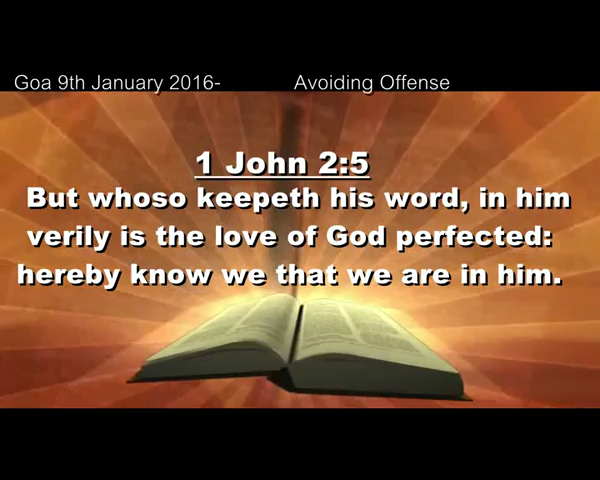 Goa 9th January 2016- Avoiding Offense
1 John 2:5
But whoso keepeth his word, in him
verily is the love of God perfected:
hereby know we that we are in him.